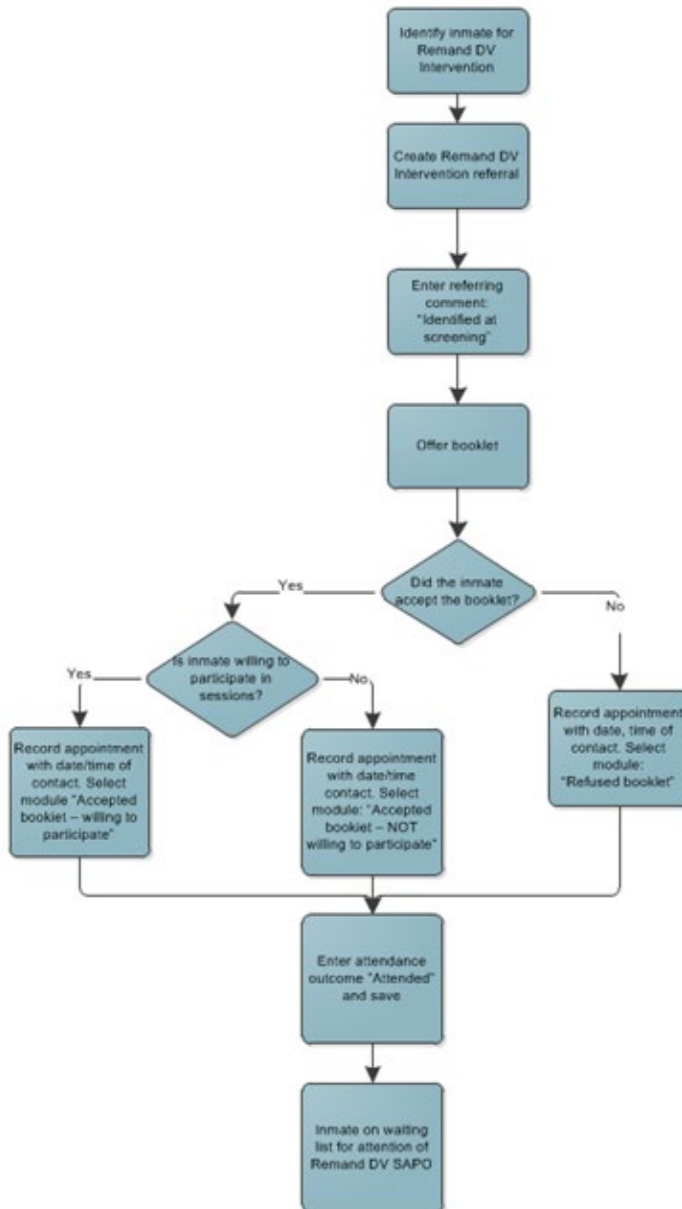 Identify inmate for
Remand DV
Intervention
Create Remand DV
Intervention referral
Enter referring
comment:
"Identified at
screening"
Offer booklet
Did the inmate
accept the booklet?
Yes
No
Is inmate willing to
participate in
sessions?
Yes
No
Record appointment
with date/time of
contact. Select
module "Accepted
booklet – willing to
participate"
Record appointment
with date/time
contact. Select
module: "Accepted
booklet – NOT
willing to participate"
Record appointment
with date, time of
contact. Select
module:
"Refused booklet"
Enter attendance
outcome "Attended"
and save
Inmate on waiting
list for attention of
Remand DV SAPO